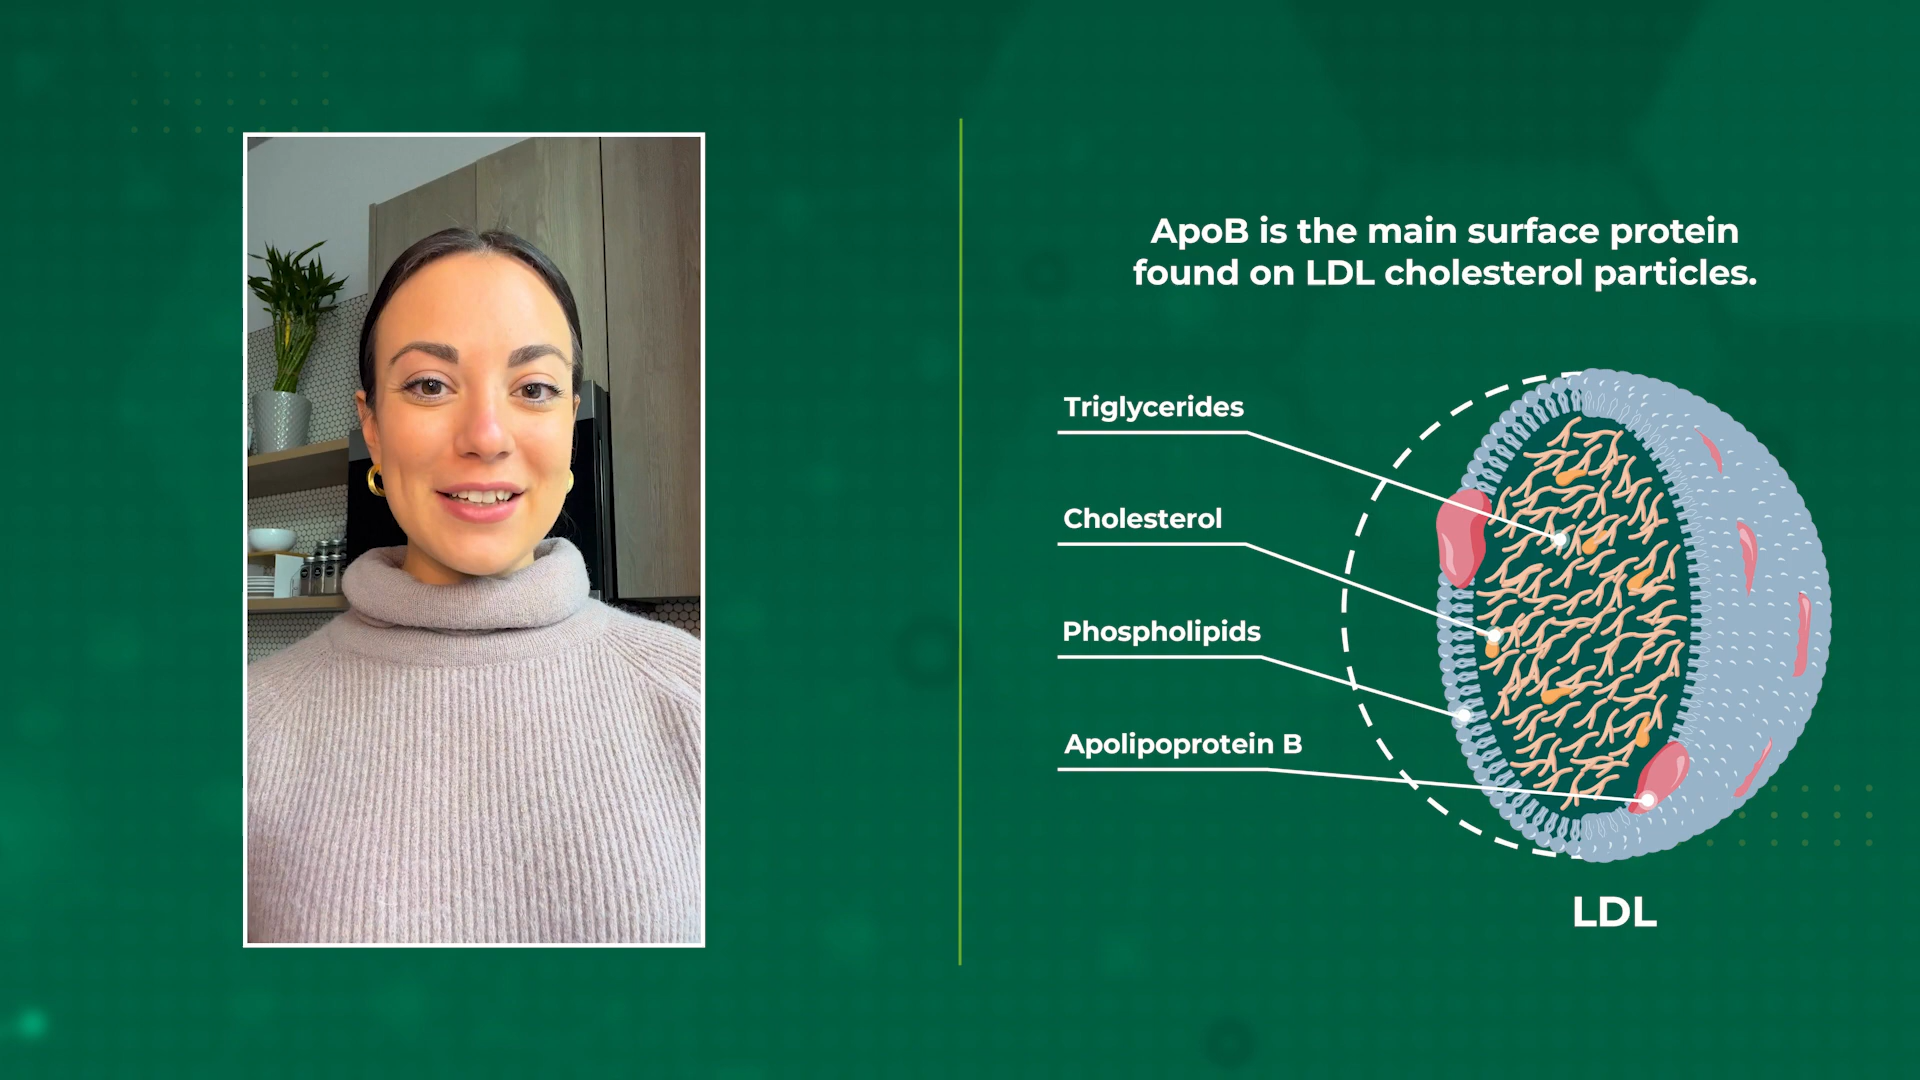 ApoB is the main surface protein
found on LDL cholesterol particles.
Triglycerides
Cholesterol
Phospholipids
Apolipoprotein B
LDL